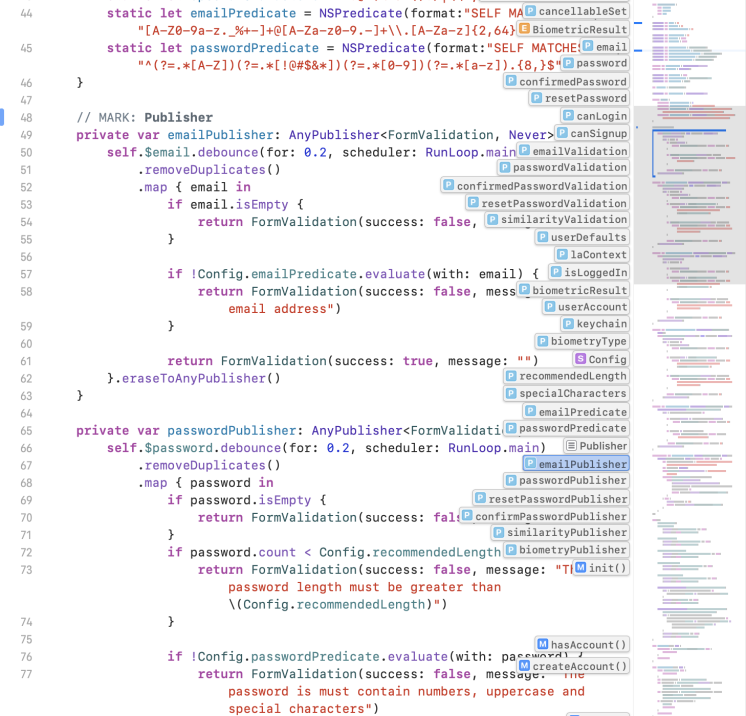 44 static let emailPredicate = NSPredicate(format:"SELF MA
"[A-Z0-9a-z._%+-]+@[A-Za-z0-9.-]+\\.[A-Za-z]{2,64}
45 static let passwordPredicate = NSPredicate(format:"SELF MATCHES
"^(?=.*[A-Z])(?=.*[!@#$&*])(?=.*[0-9])(?=.*[a-z]).{8,}$"
46 }
47
48 // MARK: Publisher
49 private var emailPublisher: AnyPublisher<FormValidation, Never>
50 self.$email.debounce(for: 0.2, scheduler: RunLoop.main
51 .removeDuplicates()
52 .map { email in
53 if email.isEmpty {
54 return FormValidation(success: false,
55 }
56
57 if !Config.emailPredicate.evaluate(with: email) {
58 return FormValidation(success: false, mess
email address")
59 }
60
61 return FormValidation(success: true, message: "")
62 }.eraseToAnyPublisher()
63 }
64
65 private var passwordPublisher: AnyPublisher<FormValidatio
66 self.$password.debounce(for: 0.2, scheduler: RunLoop.main)
67 .removeDuplicates()
68 .map { password in
69 if password.isEmpty {
70 return FormValidation(success: fals
71 }
72 if password.count < Config.recommendedLength
73 return FormValidation(success: false, message: "Th
password length must be greater than
\(Config.recommendedLength)")
74 }
75
76 if !Config.passwordPredicate.evaluate(with: password) {
77 return FormValidation(success: false, message: "The
password is must contain numbers, uppercase and
special characters")
P cancellableSet
E BiometricResult
P email
P password
P confirmedPassword
P resetPassword
P canLogin
P canSignup
P emailValidation
P passwordValidation
P confirmedPasswordValidation
P resetPasswordValidation
P similarityValidation
P userDefaults
P laContext
P isLoggedIn
P biometricResult
P userAccount
P keychain
P biometryType
S Config
P recommendedLength
P specialCharacters
P emailPredicate
P passwordPredicate
Publisher
P emailPublisher
P passwordPublisher
P resetPasswordPublisher
P confirmPasswordPublisher
P similarityPublisher
P biometryPublisher
M init()
M hasAccount()
M createAccount()